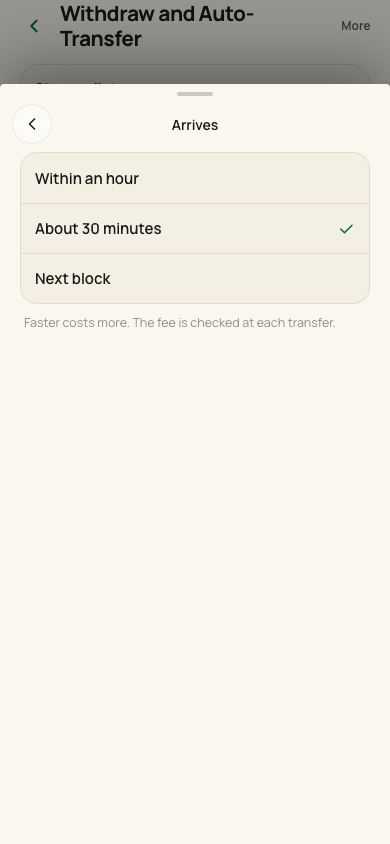 Withdraw and Auto-
Transfer
More
Arrives
Within an hour
About 30 minutes
Next block
Faster costs more. The fee is checked at each transfer.